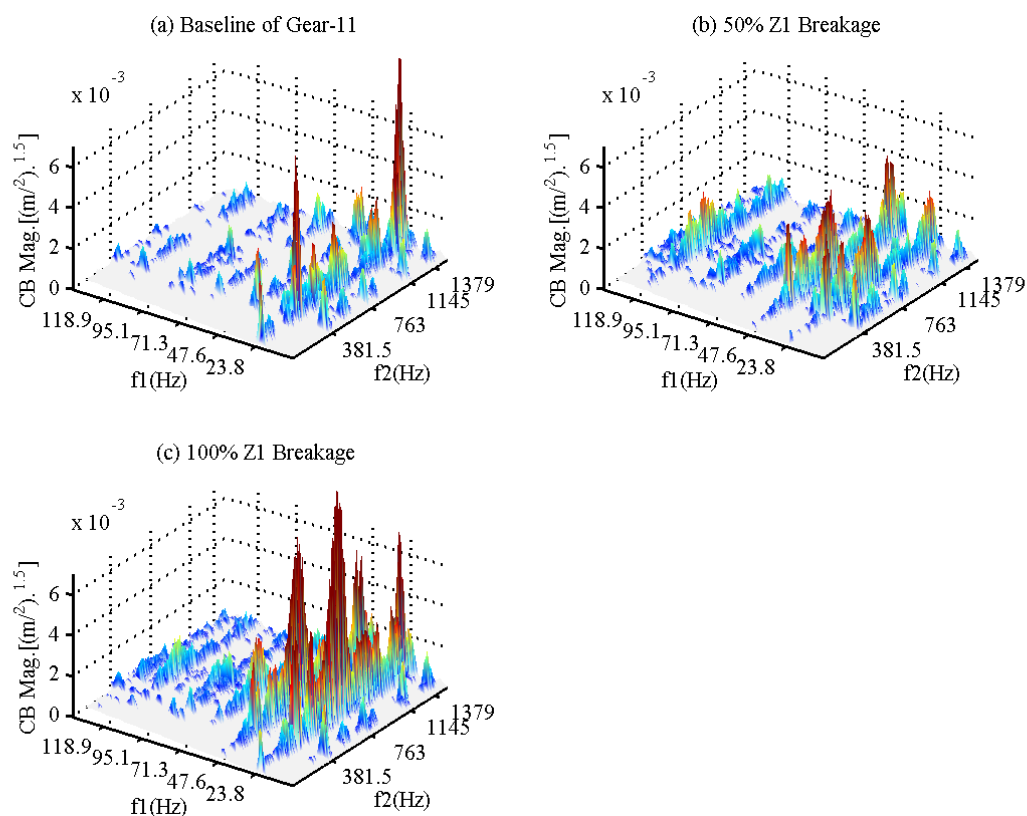 (a) Baseline of Gear-11
x 10⁻³
CB Mag.[(m/²).¹·⁵]
6
4
2
0
118.9
95.1
71.3
47.6
23.8
f1(Hz)
381.5
763
1145
1379
f2(Hz)
(b) 50% Z1 Breakage
x 10⁻³
CB Mag.[(m/²).¹·⁵]
6
4
2
0
118.9
95.1
71.3
47.6
23.8
f1(Hz)
381.5
763
1145
1379
f2(Hz)
(c) 100% Z1 Breakage
x 10⁻³
CB Mag.[(m/²).¹·⁵]
6
4
2
0
118.9
95.1
71.3
47.6
23.8
f1(Hz)
381.5
763
1145
1379
f2(Hz)